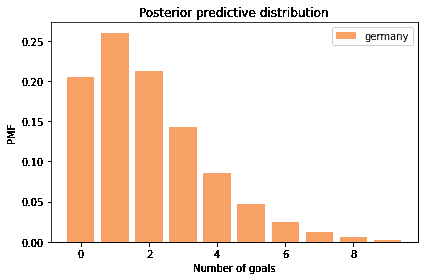 Posterior predictive distribution
germany
PMF
0.25
0.20
0.15
0.10
0.05
0.00
0 2 4 6 8
Number of goals